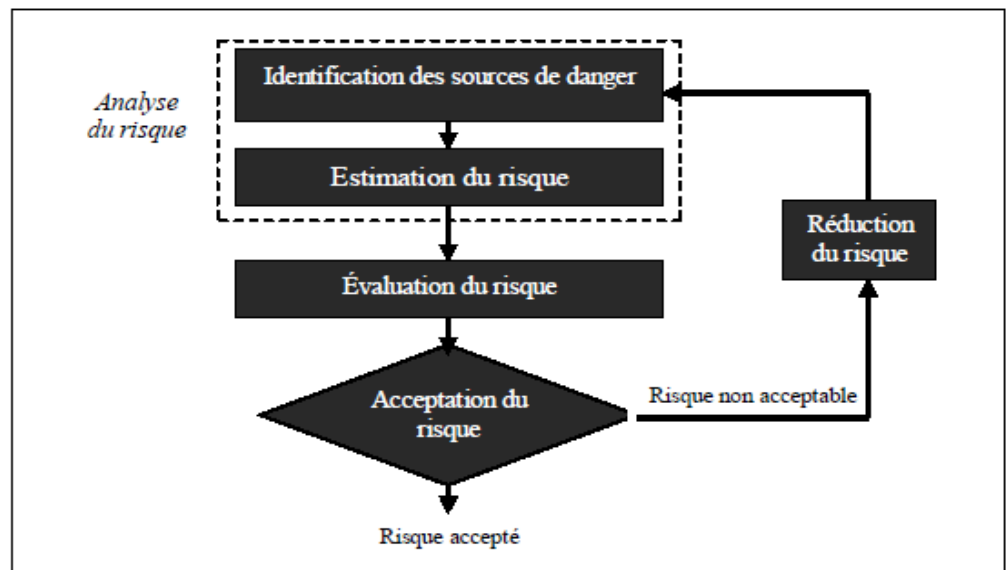 Identification des sources de danger
Analyse
du risque
Estimation du risque
Réduction
du risque
Évaluation du risque
Acceptation du
risque
Risque non acceptable
Risque accepté